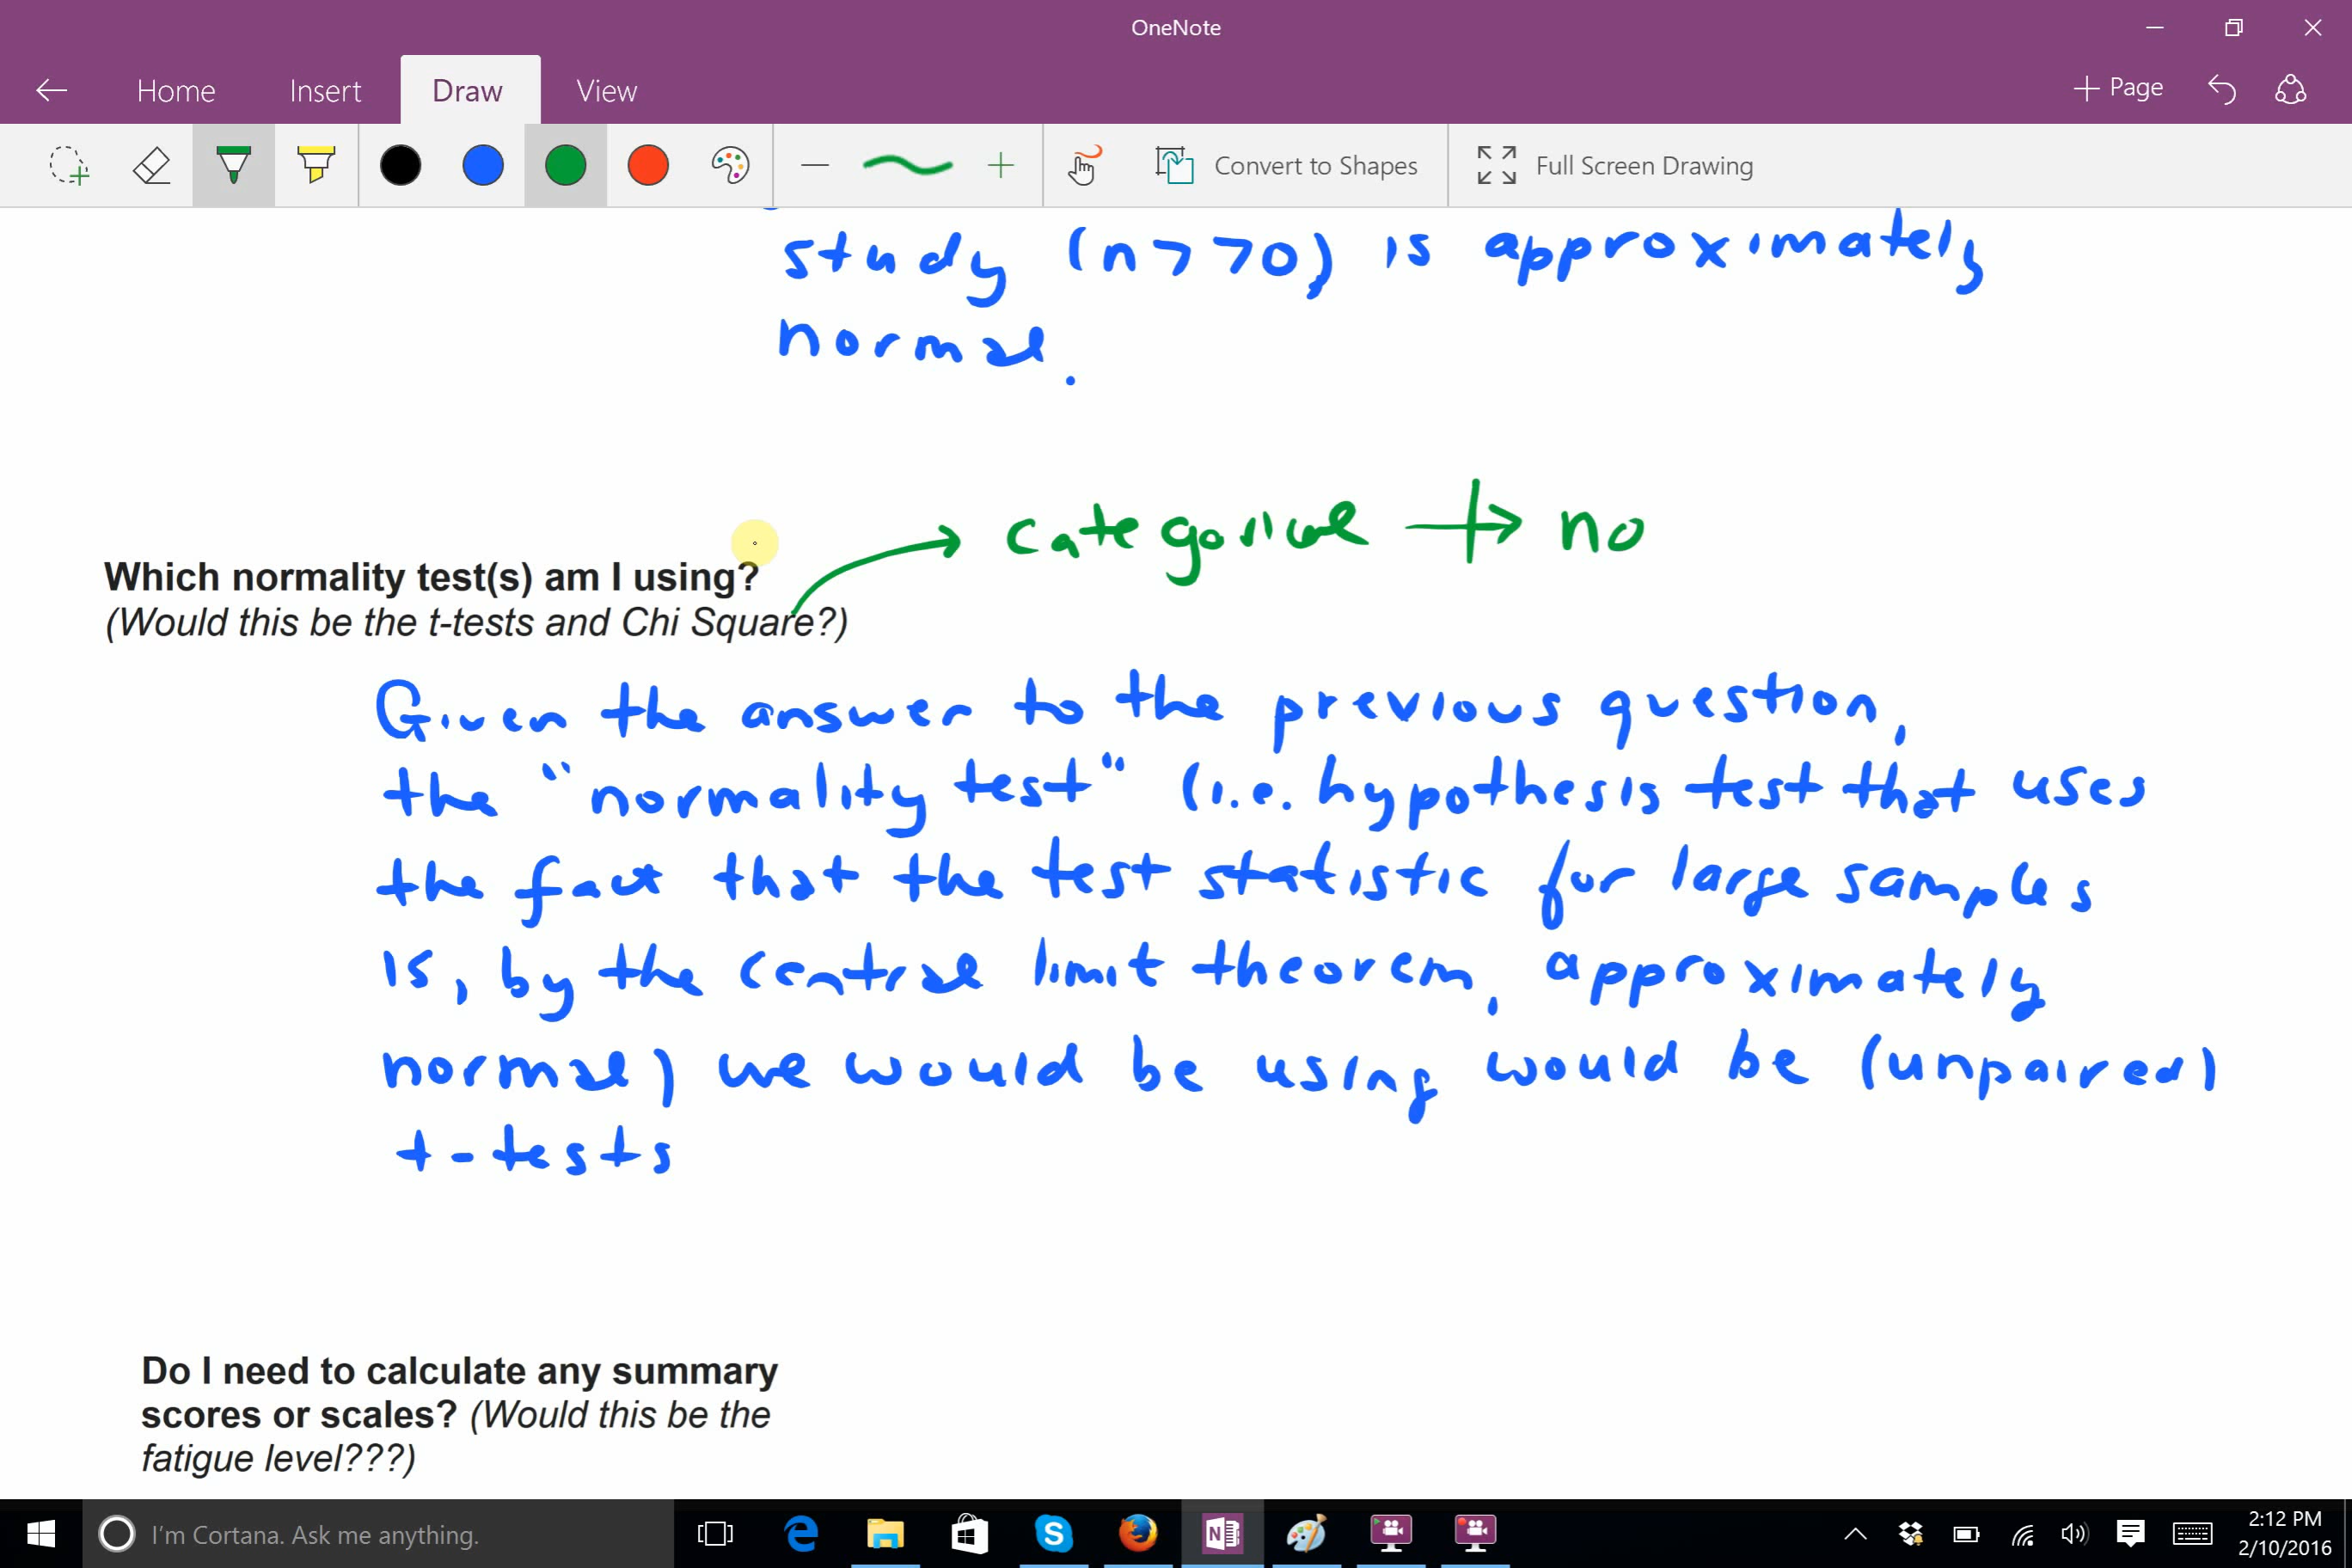 OneNote
Home Insert Draw View + Page
Convert to Shapes Full Screen Drawing
study (n>70) is approximately
normal.
categorical → no
Which normality test(s) am I using?
(Would this be the t-tests and Chi Square?)
Given the answer to the previous question,
the "normality test" (i.e. hypothesis test that uses
the fact that the test statistic for large samples
is, by the central limit theorem, approximately
normal) we would be using would be (unpaired)
t-tests
Do I need to calculate any summary
scores or scales? (Would this be the
fatigue level???)
I'm Cortana. Ask me anything.
2:12 PM
2/10/2016